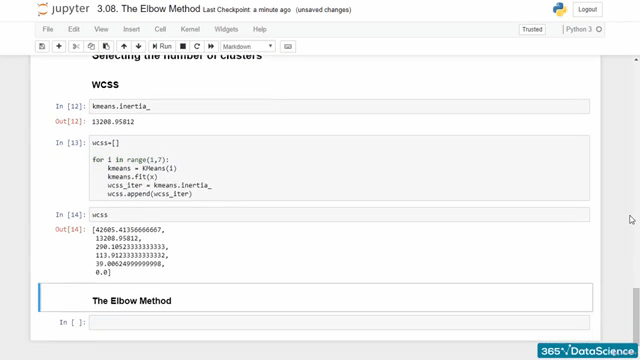 jupyter 3.08. The Elbow Method Last Checkpoint: a minute ago (unsaved changes)
Logout
File Edit View Insert Cell Kernel Widgets Help
Trusted Python 3
Run Markdown
Selecting the number of clusters
WCSS
In [12]: kmeans.inertia_
Out[12]: 13208.95812
In [13]: wcss=[]
for i in range(1,7):
kmeans = KMeans(i)
kmeans.fit(x)
wcss_iter = kmeans.inertia_
wcss.append(wcss_iter)
In [14]: wcss
Out[14]: [42605.41356666667,
13208.95812,
290.10523333333333,
113.91233333333332,
39.00624999999998,
0.0]
The Elbow Method
In [ ]:
365 DataScience